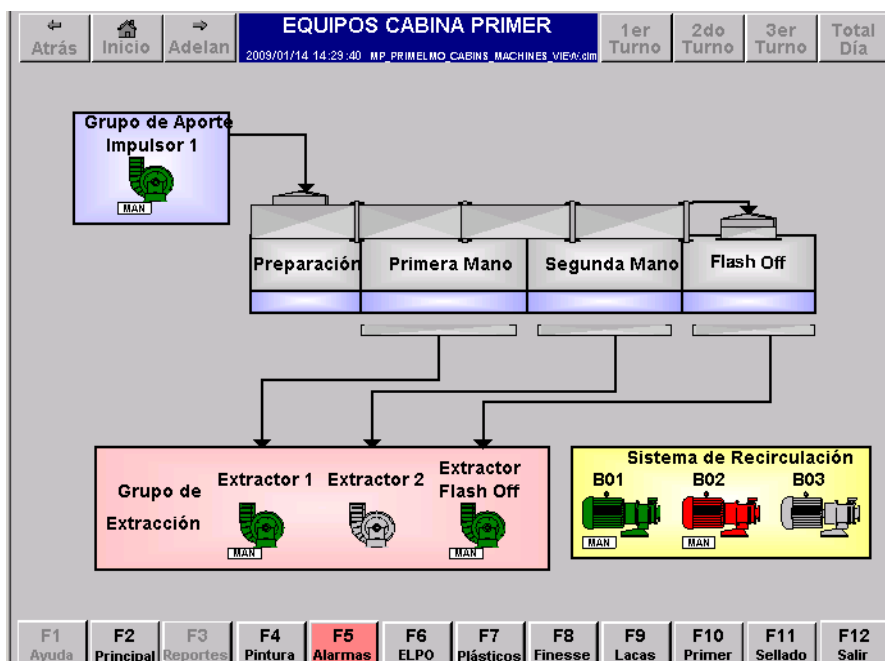 Atrás
Inicio
Adelan
EQUIPOS CABINA PRIMER
2009/01/14 14:29:40 MP_PRIMELMO_CABINS_MACHINES_VIEW.cim
1er
Turno
2do
Turno
3er
Turno
Total
Día
Grupo de Aporte
Impulsor 1
MAN
Preparación
Primera Mano
Segunda Mano
Flash Off
Grupo de
Extracción
Extractor 1
MAN
Extractor 2
Extractor
Flash Off
MAN
Sistema de Recirculación
B01
B02
B03
MAN
MAN
F1
Ayuda
F2
Principal
F3
Reportes
F4
Pintura
F5
Alarmas
F6
ELPO
F7
Plásticos
F8
Finesse
F9
Lacas
F10
Primer
F11
Sellado
F12
Salir